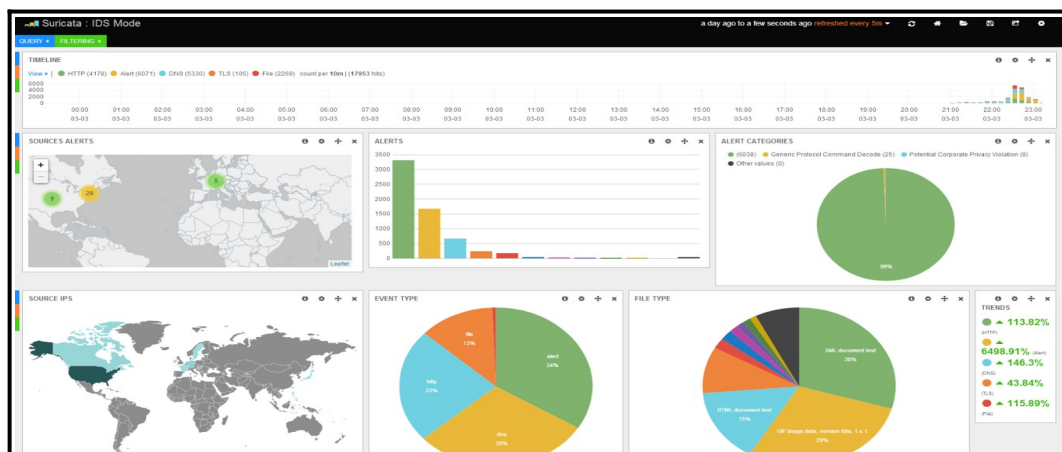 Suricata : IDS Mode
a day ago to a few seconds ago refreshed every 5m
QUERY FILTERING
TIMELINE
View | HTTP (4178) Alert (6071) DNS (5330) TLS (105) File (2269) count per 10m | (17953 hits)
6000
4000
2000
0
00:00 01:00 02:00 03:00 04:00 05:00 06:00 07:00 08:00 09:00 10:00 11:00 12:00 13:00 14:00 15:00 16:00 17:00 18:00 19:00 20:00 21:00 22:00 23:00
03-03 03-03 03-03 03-03 03-03 03-03 03-03 03-03 03-03 03-03 03-03 03-03 03-03 03-03 03-03 03-03 03-03 03-03 03-03 03-03 03-03 03-03 03-03 03-03
SOURCES ALERTS
+
−
9
29
5
Leaflet
ALERTS
3500
3000
2500
2000
1500
1000
500
0
ALERT CATEGORIES
(6038) Generic Protocol Command Decode (25) Potential Corporate Privacy Violation (8)
Other values (0)
99%
SOURCE IPS
EVENT TYPE
file
13%
alert
34%
http
23%
dns
30%
FILE TYPE
XML document text
30%
HTML document text
15%
GIF image data, version 89a, 1 x 1
29%
TRENDS
113.82%
(HTTP)
6498.91% (Alert)
146.3%
(DNS)
43.84%
(TLS)
115.89%
(File)